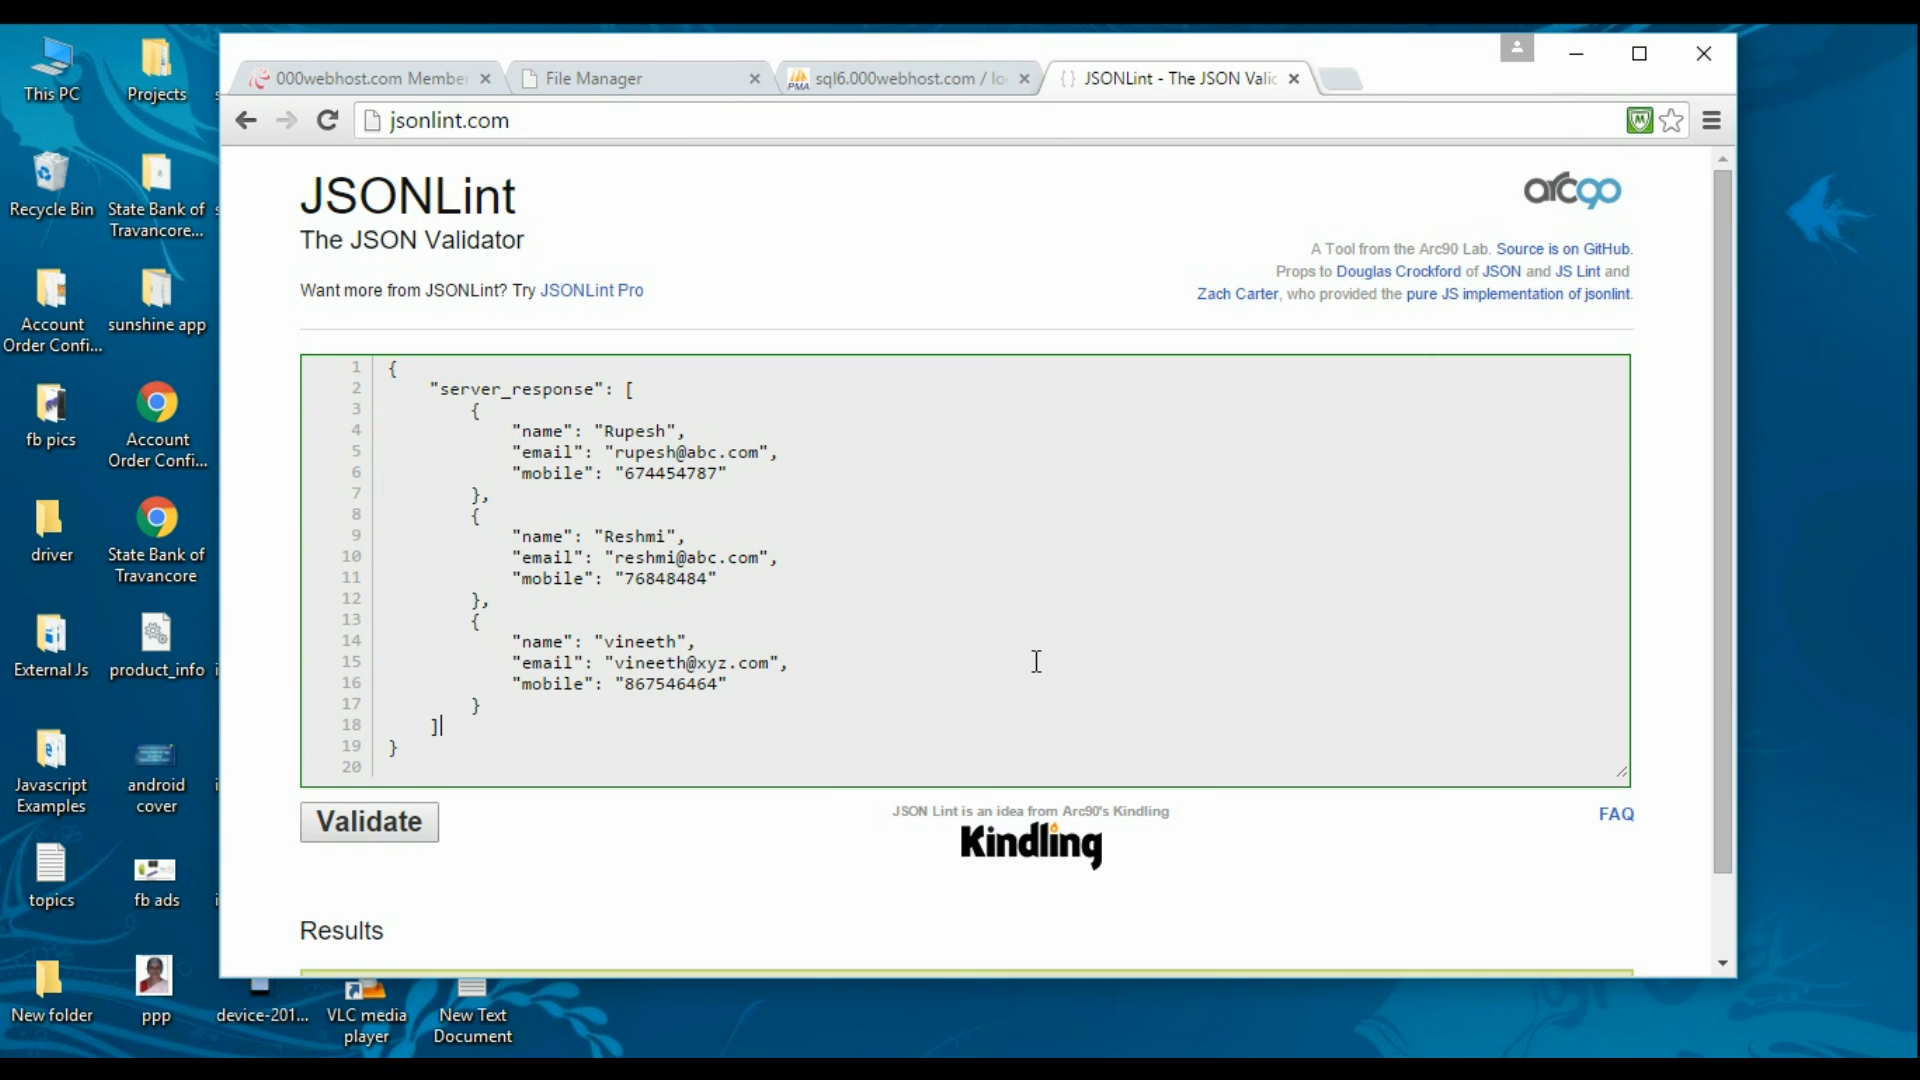 000webhost.com Member
File Manager
sql6.000webhost.com / lo
{ } JSONLint - The JSON Valic
jsonlint.com
JSONLint
The JSON Validator
Want more from JSONLint? Try JSONLint Pro
arc90
A Tool from the Arc90 Lab. Source is on GitHub.
Props to Douglas Crockford of JSON and JS Lint and
Zach Carter, who provided the pure JS implementation of jsonlint.
1 {
2 "server_response": [
3 {
4 "name": "Rupesh",
5 "email": "rupesh@abc.com",
6 "mobile": "674454787"
7 },
8 {
9 "name": "Reshmi",
10 "email": "reshmi@abc.com",
11 "mobile": "76848484"
12 },
13 {
14 "name": "vineeth",
15 "email": "vineeth@xyz.com",
16 "mobile": "867546464"
17 }
18 ]
19 }
20
Validate
JSON Lint is an idea from Arc90's Kindling
Kindling
FAQ
Results
This PC
Projects
Recycle Bin
State Bank of
Travancore...
Account
Order Confi...
sunshine app
fb pics
Account
Order Confi...
driver
State Bank of
Travancore
External Js
product_info
Javascript
Examples
android
cover
topics
fb ads
New folder
ppp
device-201...
VLC media
player
New Text
Document